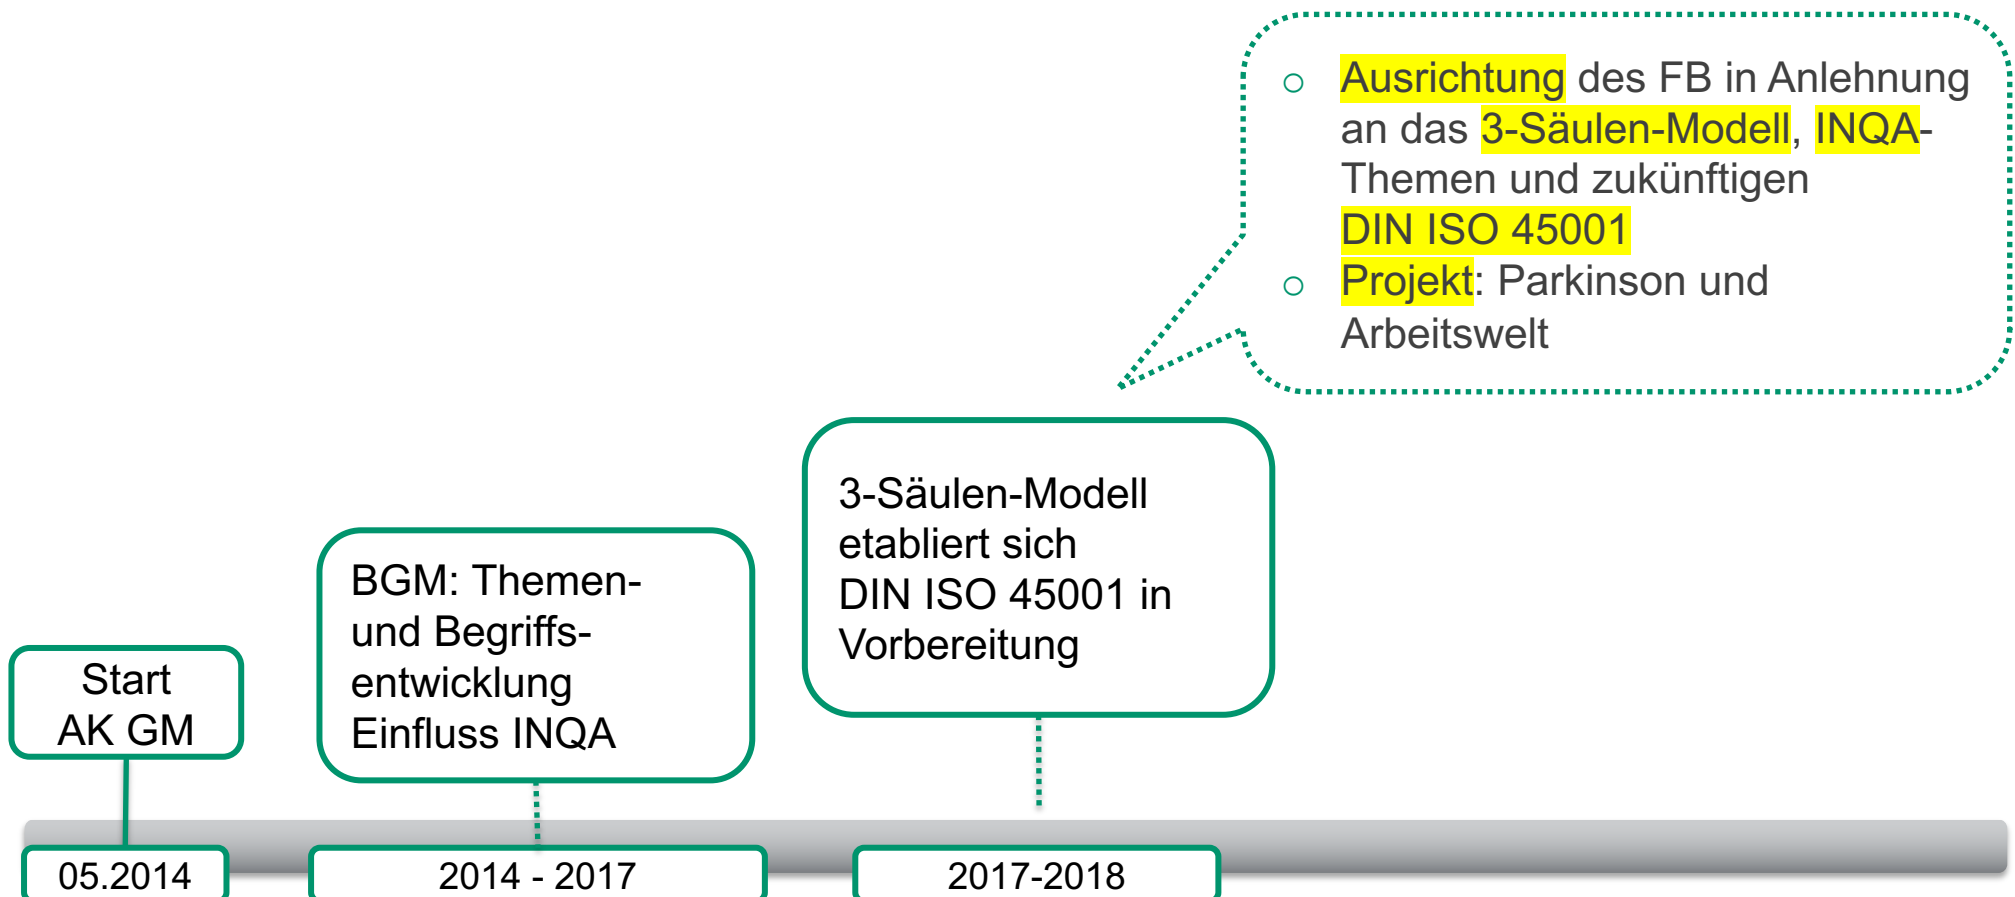 Ausrichtung des FB in Anlehnung
an das 3-Säulen-Modell, INQA-
Themen und zukünftigen
DIN ISO 45001
Projekt: Parkinson und
Arbeitswelt
3-Säulen-Modell
etabliert sich
DIN ISO 45001 in
Vorbereitung
BGM: Themen-
und Begriffs-
entwicklung
Einfluss INQA
Start
AK GM
05.2014
2014 - 2017
2017-2018